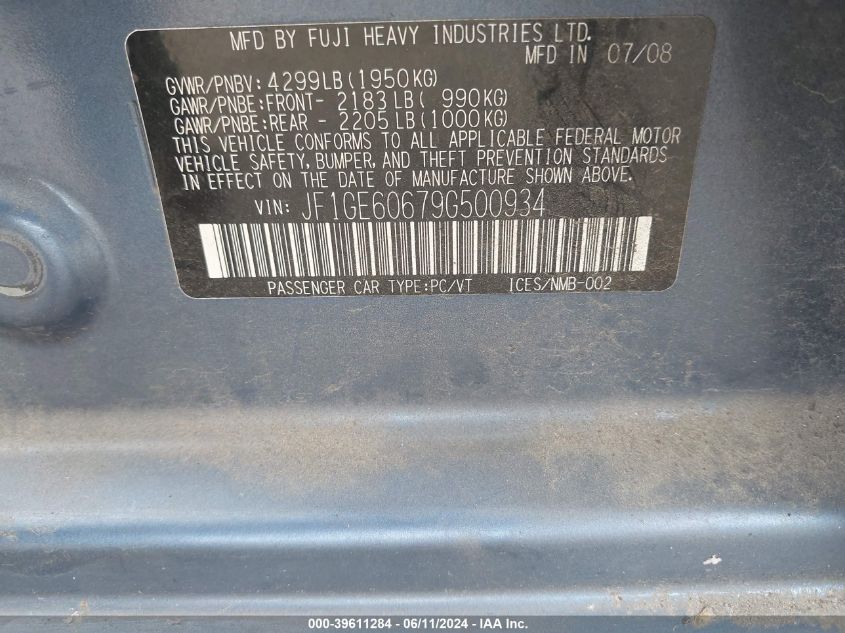 MFD BY FUJI HEAVY INDUSTRIES LTD.
MFD IN 07/08
GVWR/PNBV: 4299LB(1950KG)
GAWR/PNBE:FRONT- 2183LB( 990KG)
GAWR/PNBE:REAR - 2205LB(1000KG)
THIS VEHICLE CONFORMS TO ALL APPLICABLE FEDERAL MOTOR
VEHICLE SAFETY, BUMPER, AND THEFT PREVENTION STANDARDS
IN EFFECT ON THE DATE OF MANUFACTURE SHOWN ABOVE.
VIN: JF1GE60679G500934
PASSENGER CAR TYPE:PC/VT ICES/NMB-002
000-39611284 - 06/11/2024 - IAA Inc.